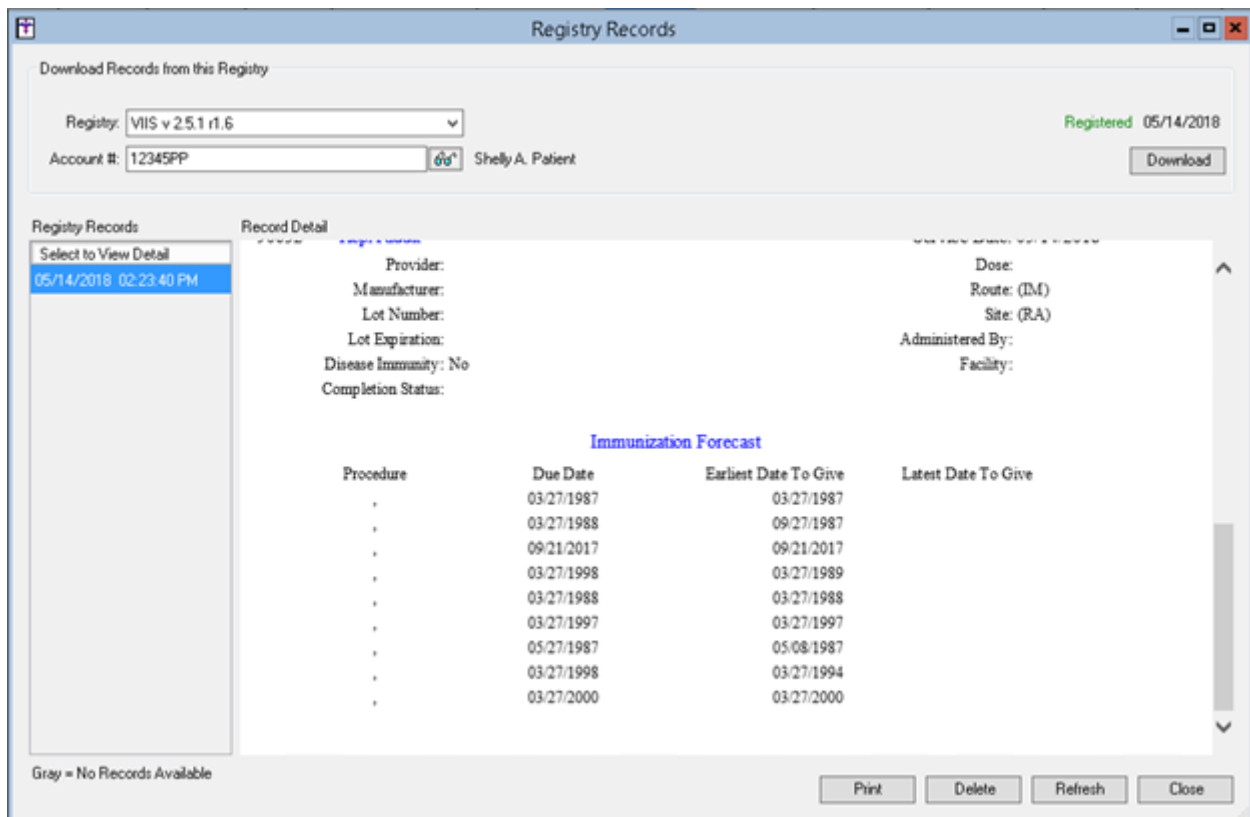 Registry Records
Download Records from this Registry
Registry: VIIS v 2.5.1 r1.6
Registered 05/14/2018
Account #: 12345PP Shelly A. Patient
Download
Registry Records Record Detail
Select to View Detail
05/14/2018 02:23:40 PM
Provider: Dose:
Manufacturer: Route: (IM)
Lot Number: Site: (RA)
Lot Expiration: Administered By:
Disease Immunity: No Facility:
Completion Status:
Immunization Forecast
Procedure Due Date Earliest Date To Give Latest Date To Give
, 03/27/1987 03/27/1987
, 03/27/1988 09/27/1987
, 09/21/2017 09/21/2017
, 03/27/1998 03/27/1989
, 03/27/1988 03/27/1988
, 03/27/1997 03/27/1997
, 05/27/1987 05/08/1987
, 03/27/1998 03/27/1994
, 03/27/2000 03/27/2000
Gray = No Records Available
Print Delete Refresh Close